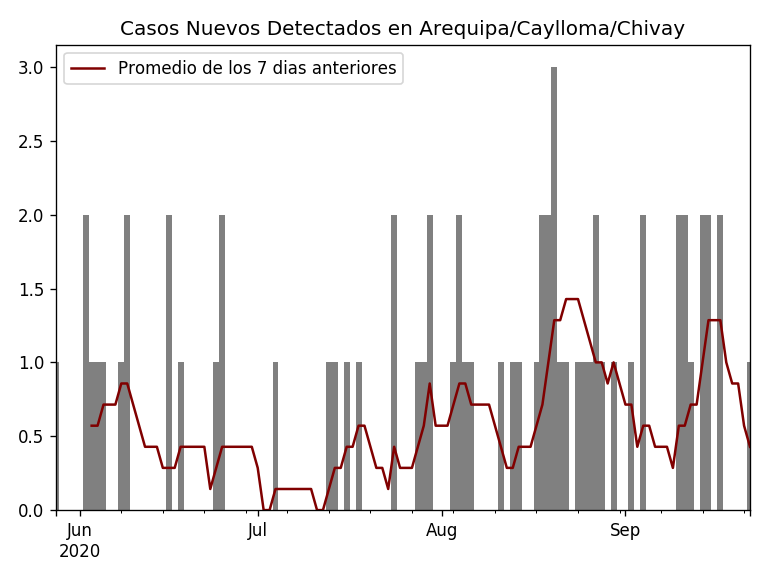 Casos Nuevos Detectados en Arequipa/Caylloma/Chivay
Promedio de los 7 dias anteriores
3.0
2.5
2.0
1.5
1.0
0.5
0.0
Jun Jul Aug Sep
2020